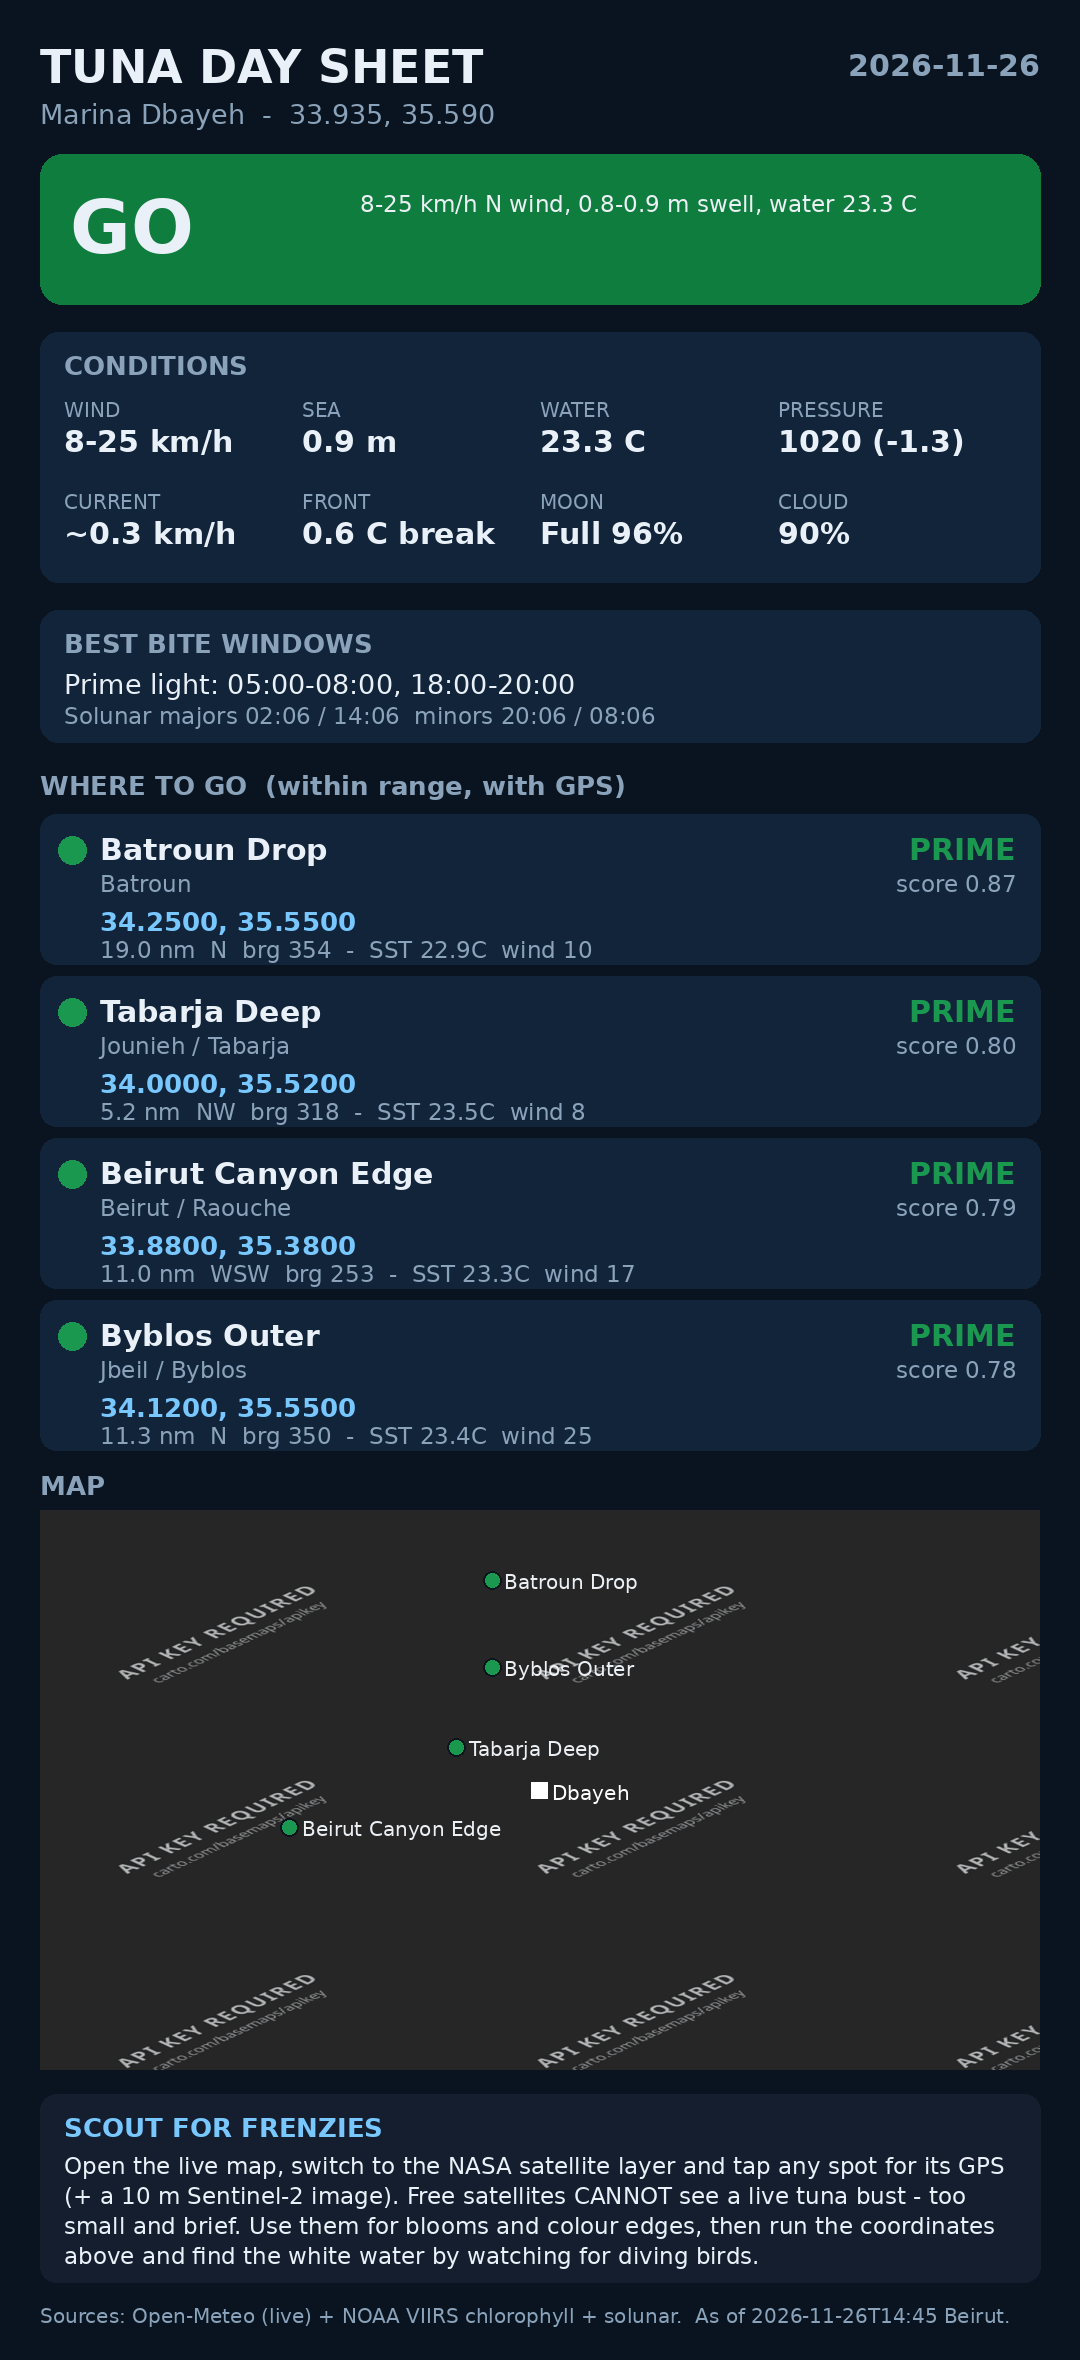 TUNA DAY SHEET
2026-11-26
Marina Dbayeh - 33.935, 35.590
GO
8-25 km/h N wind, 0.8-0.9 m swell, water 23.3 C
CONDITIONS
WIND SEA WATER PRESSURE
8-25 km/h 0.9 m 23.3 C 1020 (-1.3)
CURRENT FRONT MOON CLOUD
~0.3 km/h 0.6 C break Full 96% 90%
BEST BITE WINDOWS
Prime light: 05:00-08:00, 18:00-20:00
Solunar majors 02:06 / 14:06 minors 20:06 / 08:06
WHERE TO GO (within range, with GPS)
Batroun Drop PRIME
Batroun score 0.87
34.2500, 35.5500
19.0 nm N brg 354 - SST 22.9C wind 10
Tabarja Deep PRIME
Jounieh / Tabarja score 0.80
34.0000, 35.5200
5.2 nm NW brg 318 - SST 23.5C wind 8
Beirut Canyon Edge PRIME
Beirut / Raouche score 0.79
33.8800, 35.3800
11.0 nm WSW brg 253 - SST 23.3C wind 17
Byblos Outer PRIME
Jbeil / Byblos score 0.78
34.1200, 35.5500
11.3 nm N brg 350 - SST 23.4C wind 25
MAP
Batroun Drop
API KEY REQUIRED
carto.com/basemaps/apikey
API KEY REQUIRED
carto.com/basemaps/apikey
API KEY
Byblos Outer
Tabarja Deep
Dbayeh
API KEY REQUIRED
carto.com/basemaps/apikey
API KEY REQUIRED
carto.com/basemaps/apikey
API KEY
Beirut Canyon Edge
API KEY REQUIRED
carto.com/basemaps/apikey
API KEY REQUIRED
carto.com/basemaps/apikey
API KEY
SCOUT FOR FRENZIES
Open the live map, switch to the NASA satellite layer and tap any spot for its GPS
(+ a 10 m Sentinel-2 image). Free satellites CANNOT see a live tuna bust - too
small and brief. Use them for blooms and colour edges, then run the coordinates
above and find the white water by watching for diving birds.
Sources: Open-Meteo (live) + NOAA VIIRS chlorophyll + solunar. As of 2026-11-26T14:45 Beirut.